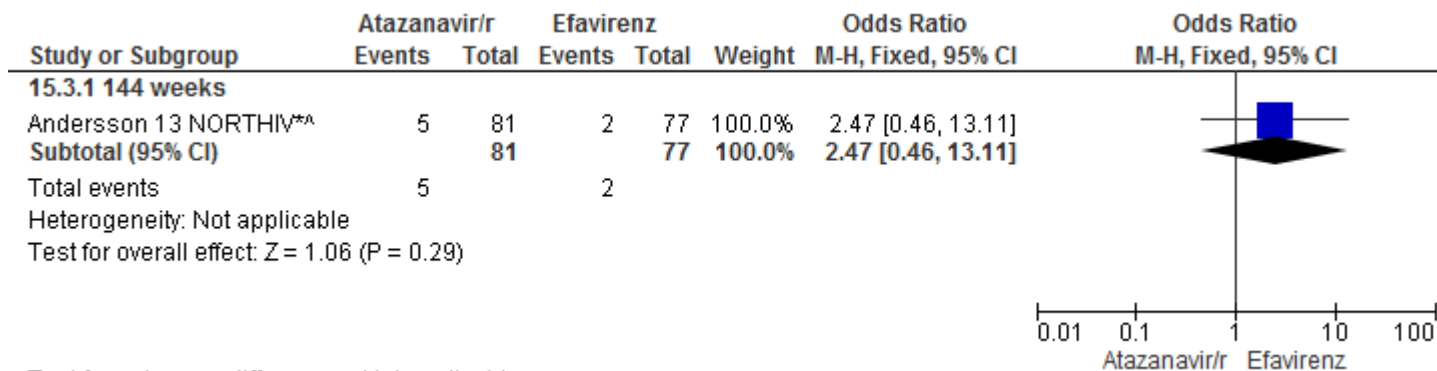 Atazanavir/r Efavirenz Odds Ratio Odds Ratio
Study or Subgroup Events Total Events Total Weight M-H, Fixed, 95% CI M-H, Fixed, 95% CI
15.3.1 144 weeks
Andersson 13 NORTHIV*^ 5 81 2 77 100.0% 2.47 [0.46, 13.11]
Subtotal (95% CI) 81 77 100.0% 2.47 [0.46, 13.11]
Total events 5 2
Heterogeneity: Not applicable
Test for overall effect: Z = 1.06 (P = 0.29)
0.01 0.1 1 10 100
Atazanavir/r Efavirenz